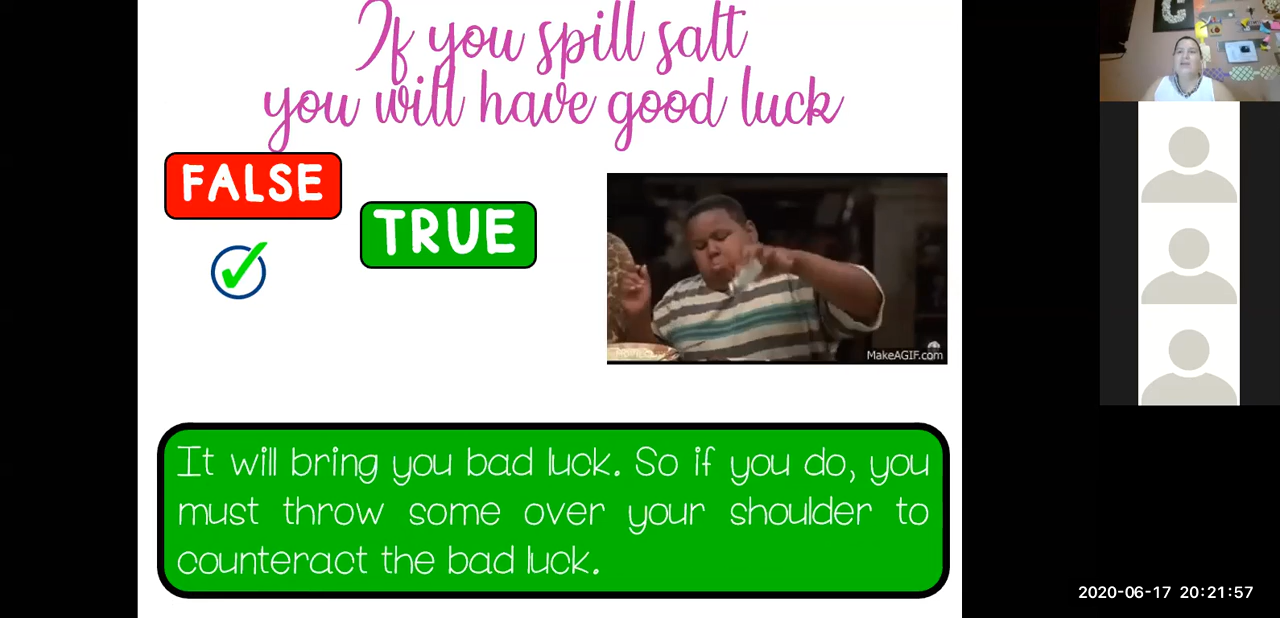 If you spill salt
you will have good luck
FALSE
TRUE
MakeAGIF.com
It will bring you bad luck. So if you do, you
must throw some over your shoulder to
counteract the bad luck.
C
2020-06-17 20:21:57